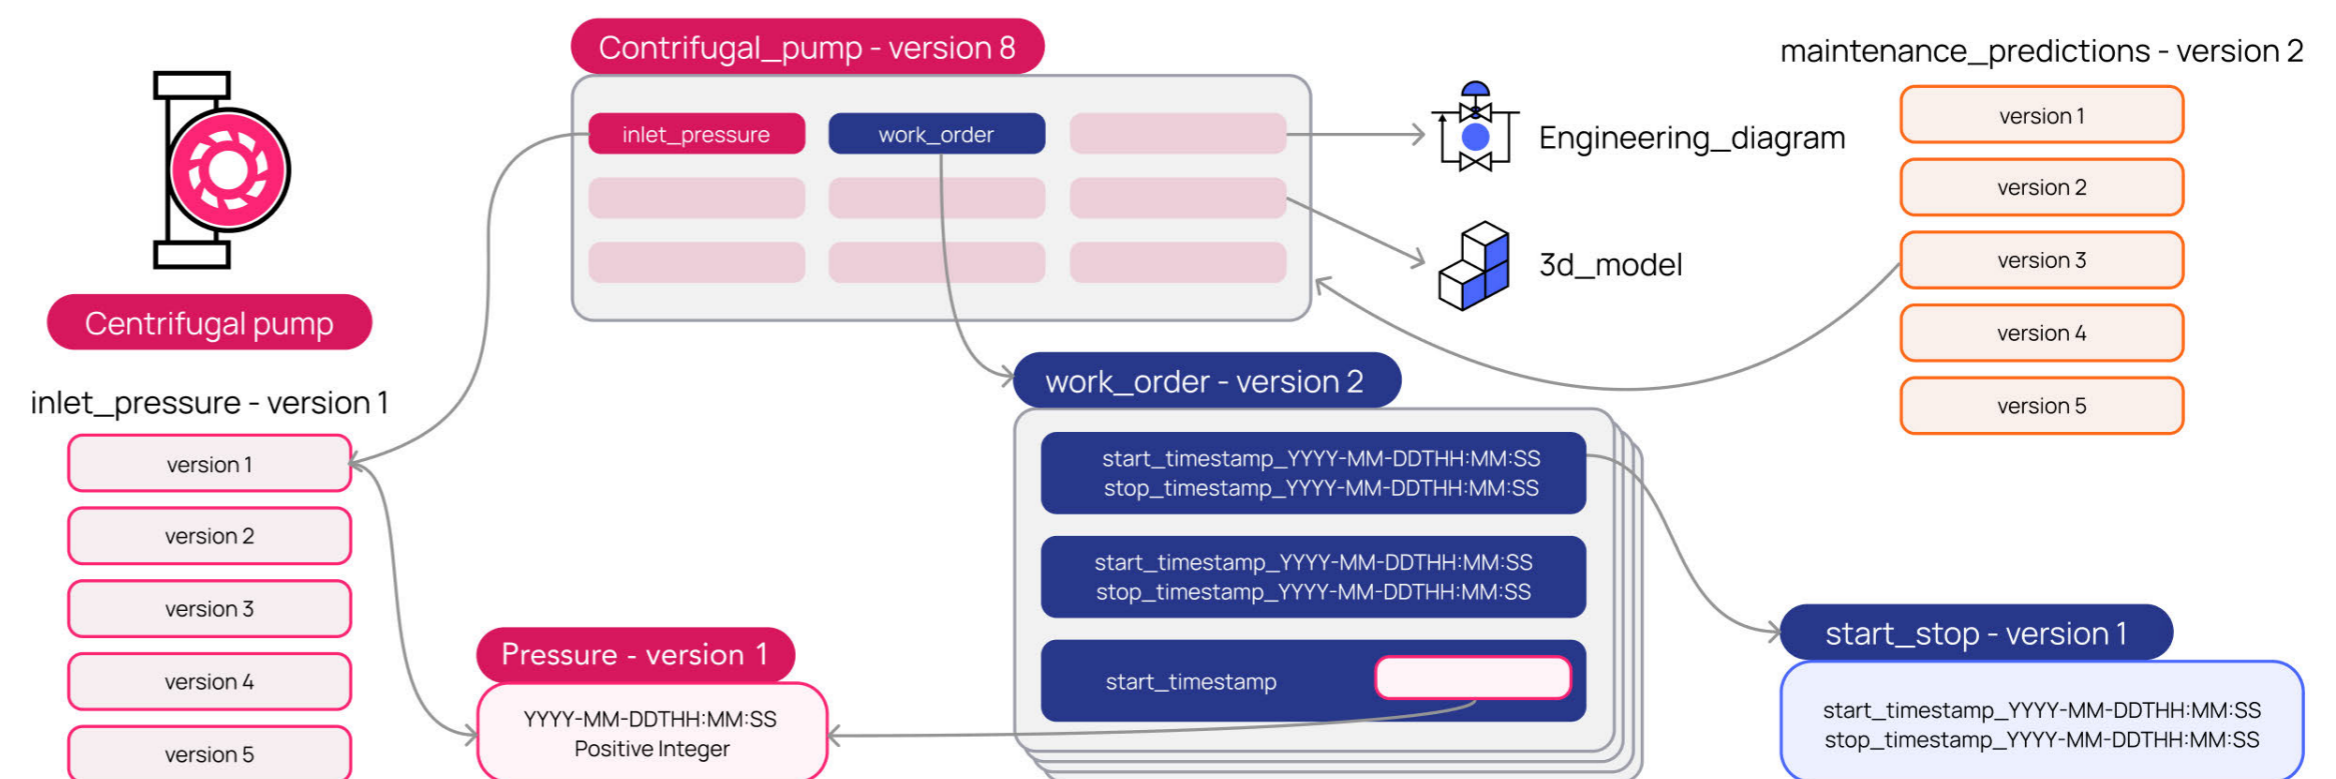 Contrifugal_pump - version 8
inlet_pressure
work_order
Engineering_diagram
3d_model
maintenance_predictions - version 2
version 1
version 2
version 3
version 4
version 5
Centrifugal pump
inlet_pressure - version 1
version 1
version 2
version 3
version 4
version 5
Pressure - version 1
YYYY-MM-DDTHH:MM:SS
Positive Integer
work_order - version 2
start_timestamp_YYYY-MM-DDTHH:MM:SS
stop_timestamp_YYYY-MM-DDTHH:MM:SS
start_timestamp_YYYY-MM-DDTHH:MM:SS
stop_timestamp_YYYY-MM-DDTHH:MM:SS
start_timestamp
start_stop - version 1
start_timestamp_YYYY-MM-DDTHH:MM:SS
stop_timestamp_YYYY-MM-DDTHH:MM:SS